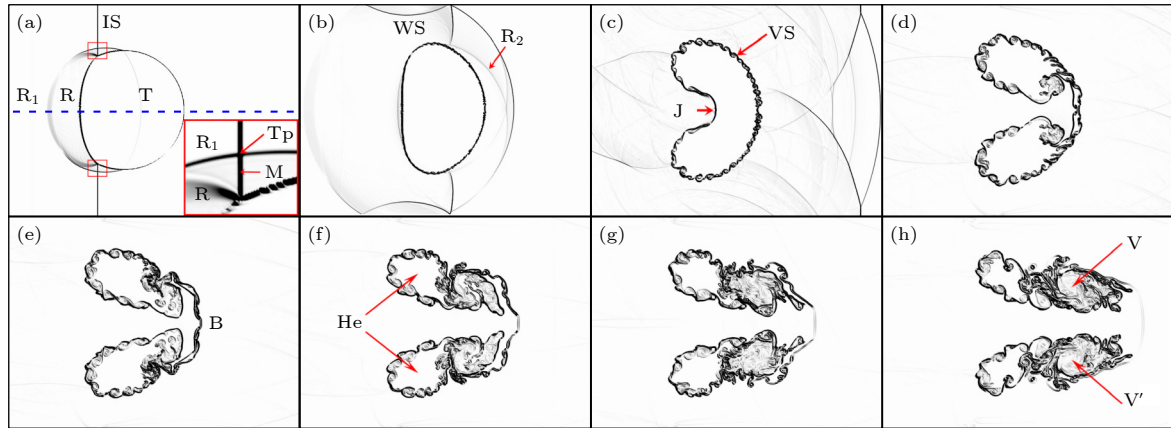 (a)
IS
R₁
R
T
R₁
Tp
M
R
(b)
WS
R₂
(c)
VS
J
(d)
(e)
B
(f)
He
(g)
(h)
V
V′